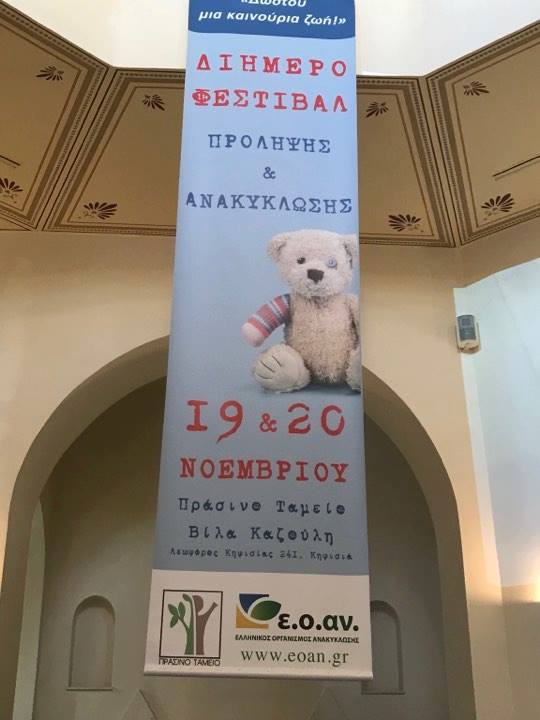 «Δώστου
μια καινούρια ζωή!»
ΔΙΗΜΕΡΟ
ΦΕΣΤΙΒΑΛ
ΠΡΟΛΗΨΗΣ
&
ΑΝΑΚΥΚΛΩΣΗΣ
19 & 20
ΝΟΕΜΒΡΙΟΥ
Πράσινο Ταμείο
Βίλα Καζούλη
Λεωφόρος Κηφισίας 241, Κηφισιά
ΠΡΑΣΙΝΟ ΤΑΜΕΙΟ
ε.ο.αν.
ΕΛΛΗΝΙΚΟΣ ΟΡΓΑΝΙΣΜΟΣ ΑΝΑΚΥΚΛΩΣΗΣ
www.eoan.gr